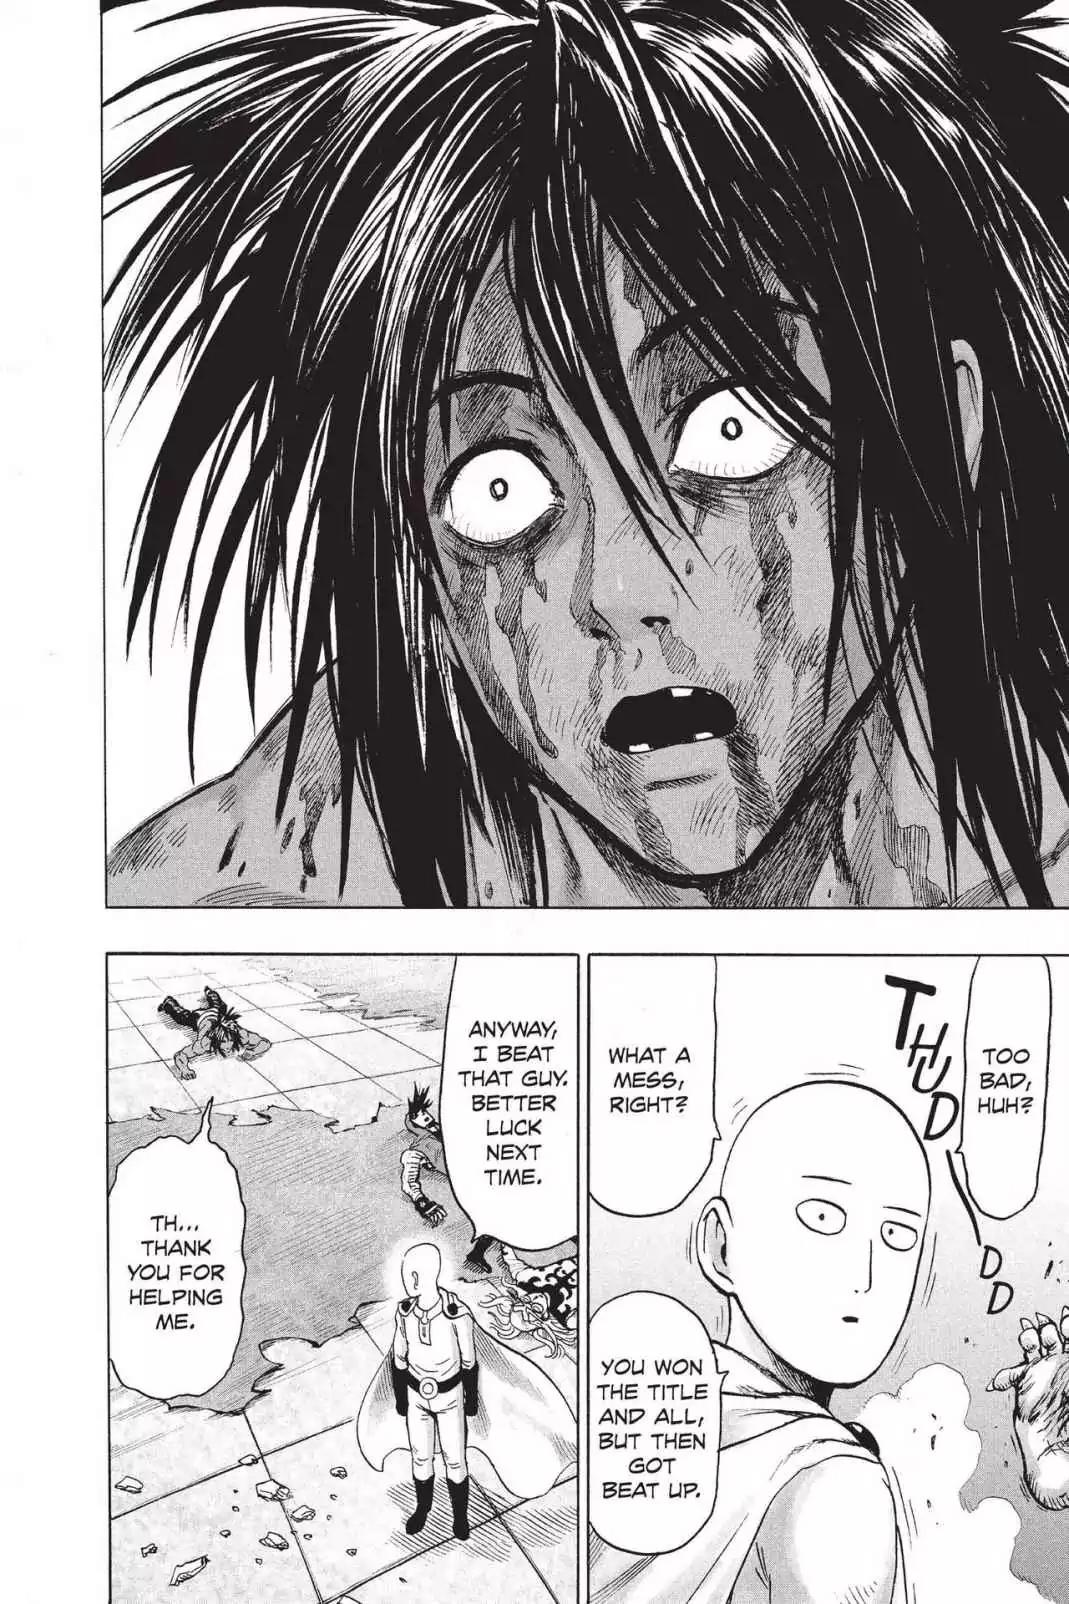 TOO
BAD,
HUH?
THUD
DD
WHAT A
MESS,
RIGHT?
YOU WON
THE TITLE
AND ALL,
BUT THEN
GOT
BEAT UP.
ANYWAY,
I BEAT
THAT GUY.
BETTER
LUCK
NEXT
TIME.
TH...
THANK
YOU FOR
HELPING
ME.